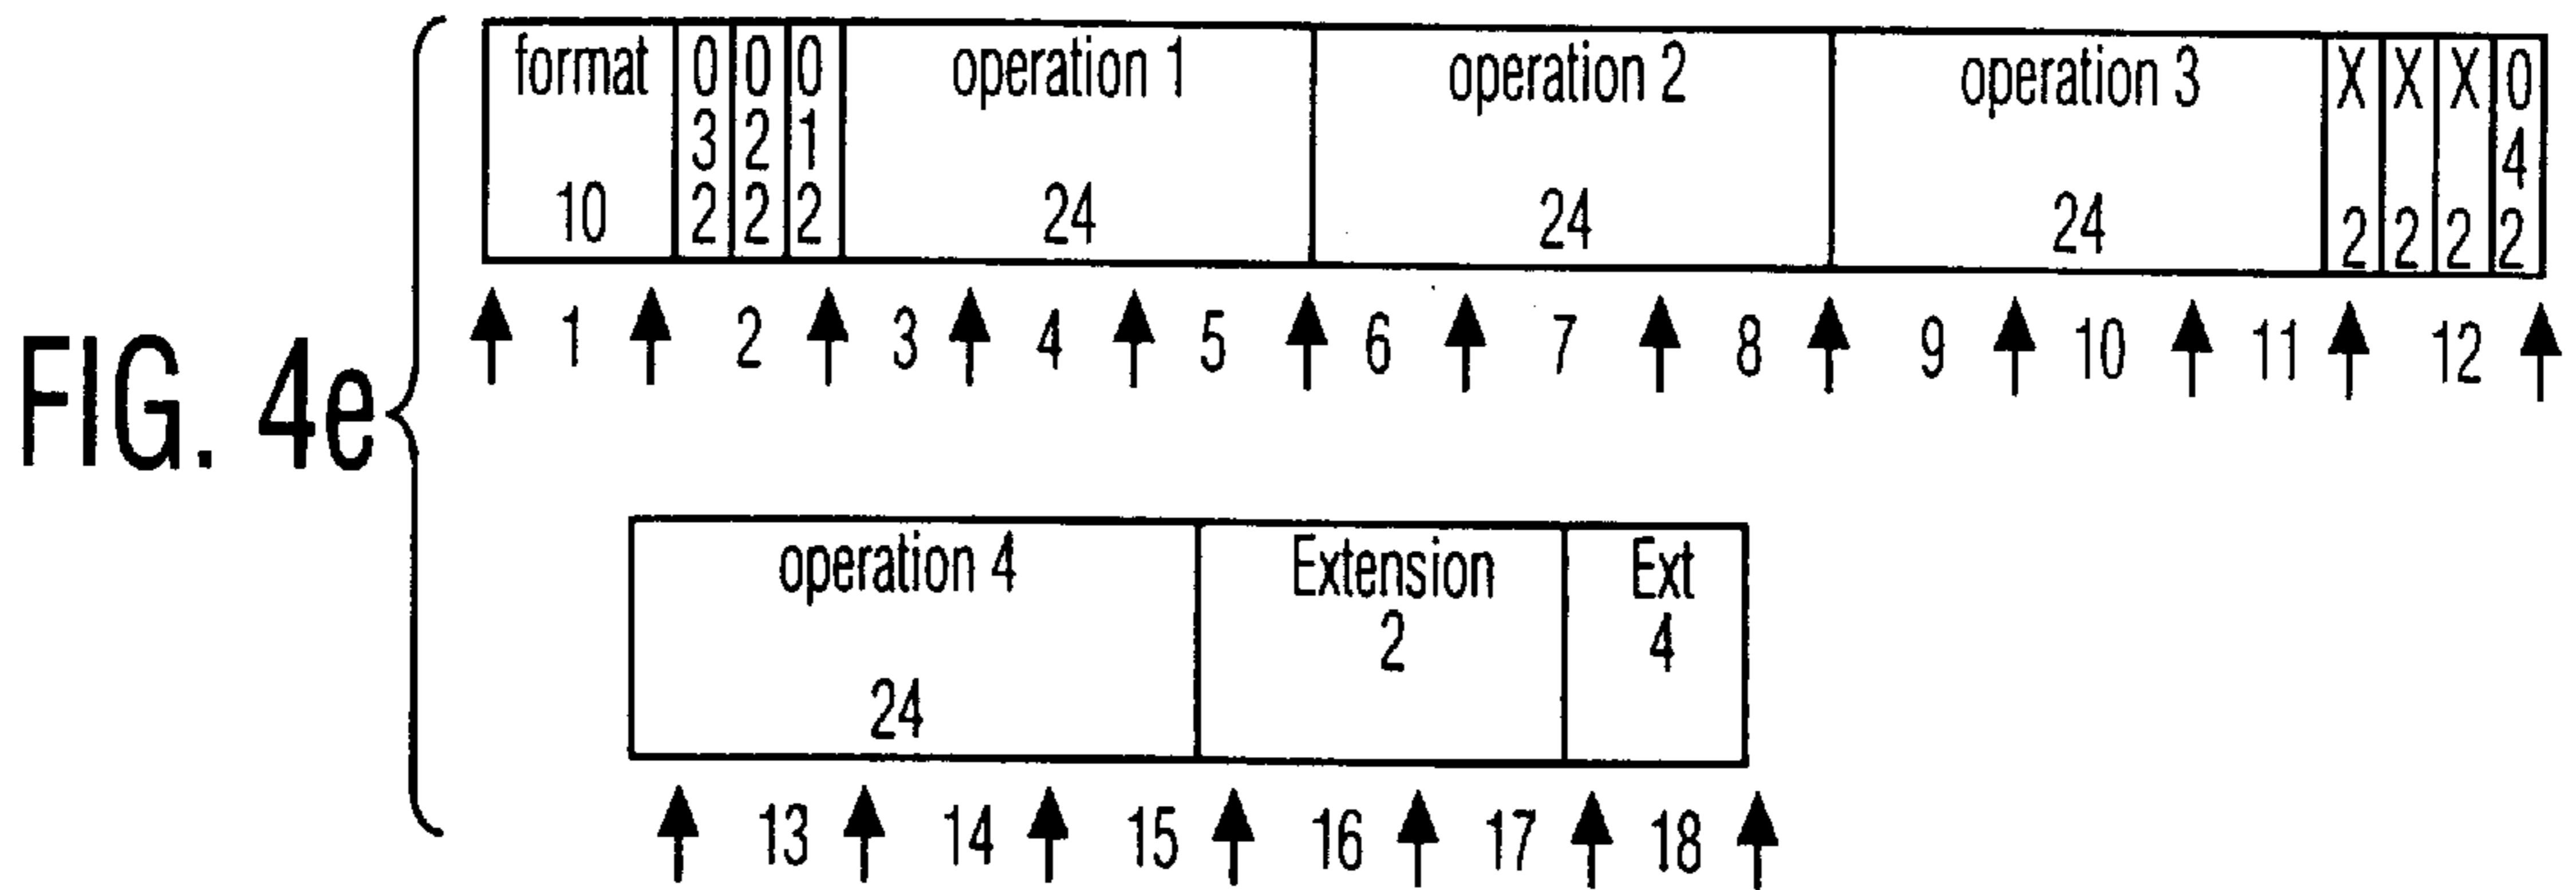 FIG. 4e
format 0 0 0 operation 1 operation 2 operation 3 X X X 0
3 2 1 4
10 2 2 2 24 24 24 2 2 2 2
1 2 3 4 5 6 7 8 9 10 11 12
operation 4 Extension Ext
2 4
24
13 14 15 16 17 18